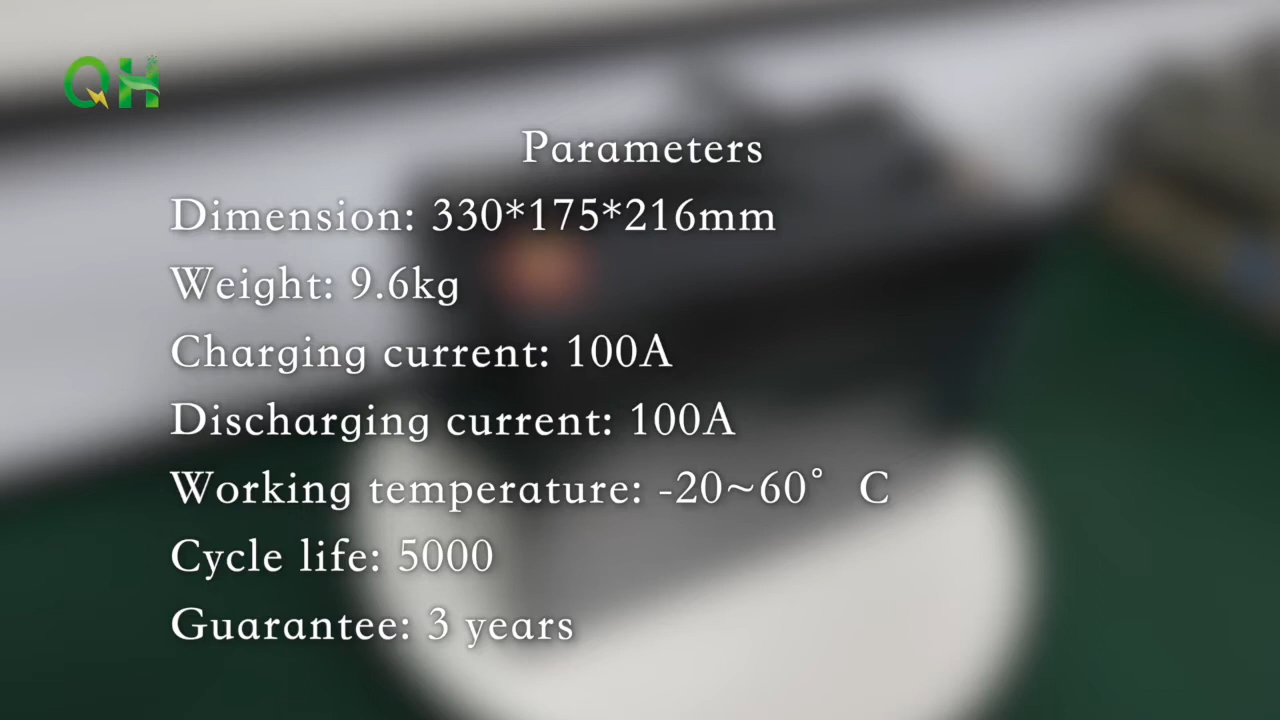 QH
Parameters
Dimension: 330*175*216mm
Weight: 9.6kg
Charging current: 100A
Discharging current: 100A
Working temperature: -20~60° C
Cycle life: 5000
Guarantee: 3 years